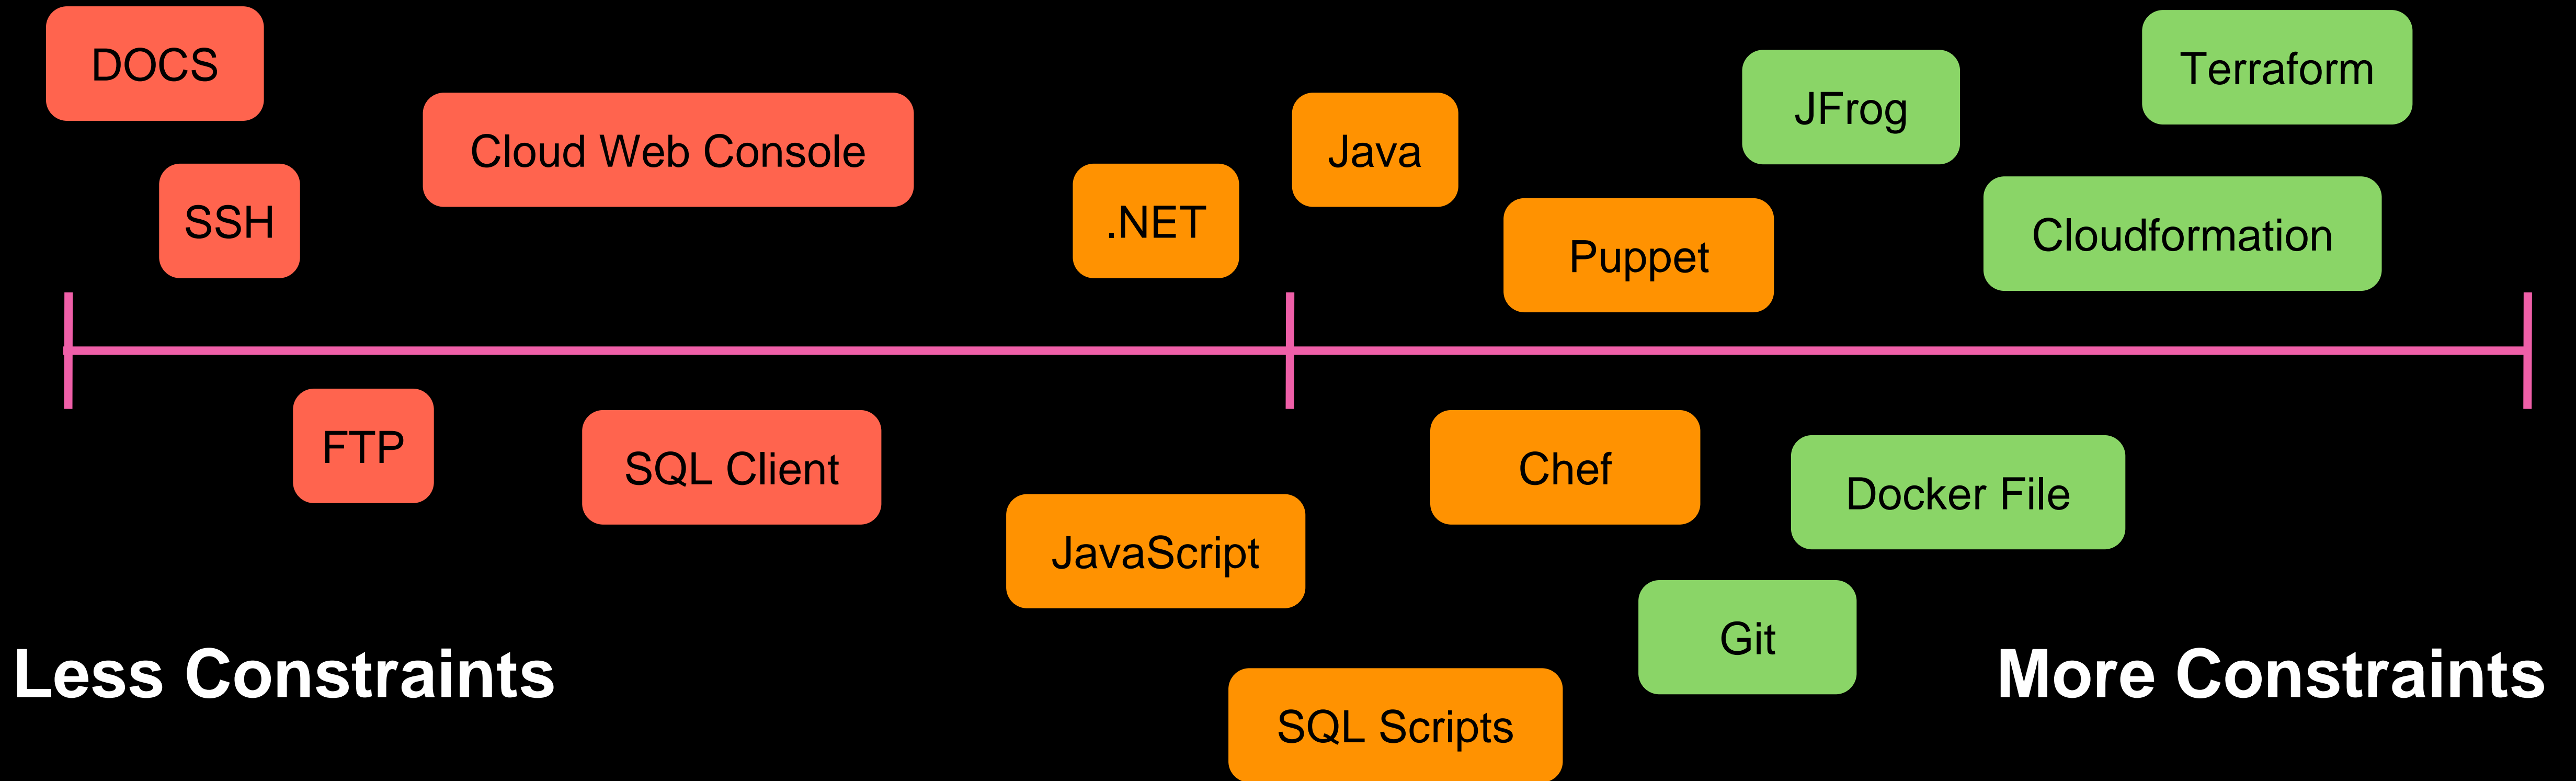 DOCS
Terraform
JFrog
Cloud Web Console
Java
SSH
.NET
Cloudformation
Puppet
FTP
SQL Client
Chef
Docker File
JavaScript
Git
Less Constraints
More Constraints
SQL Scripts